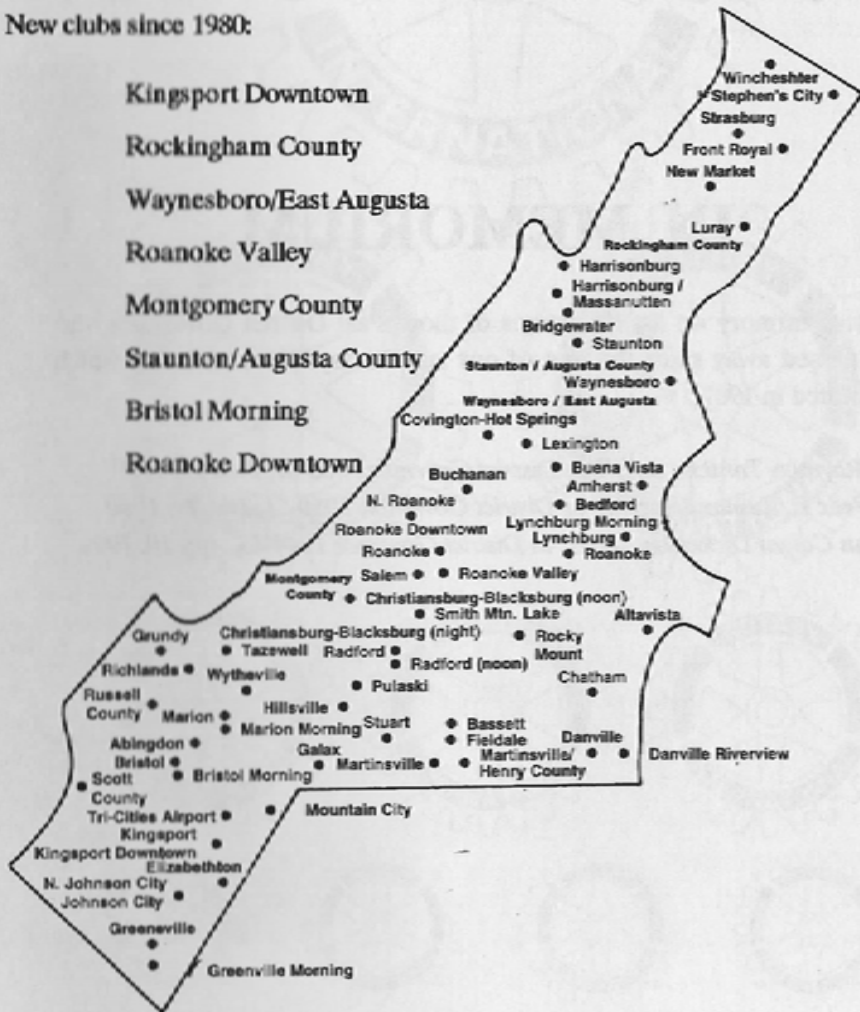 New clubs since 1980:
Kingsport Downtown
Rockingham County
Waynesboro/East Augusta
Roanoke Valley
Montgomery County
Staunton/Augusta County
Bristol Morning
Roanoke Downtown
Wincheshter
Stephen's City
Strasburg
Front Royal
New Market
Luray
Rockingham County
Harrisonburg
Harrisonburg /
Massanutten
Bridgewater
Staunton
Staunton / Augusta County
Waynesboro
Waynesboro / East Augusta
Covington-Hot Springs
Lexington
Buena Vista
Buchanan
Amherst
N. Roanoke
Bedford
Roanoke Downtown
Lynchburg Morning
Lynchburg
Roanoke
Roanoke
Montgomery
County
Salem
Roanoke Valley
Christiansburg-Blacksburg (noon)
Smith Mtn. Lake
Altavista
Grundy
Christiansburg-Blacksburg (night)
Tazewell
Radford
Rocky
Mount
Richlands
Wytheville
Radford (noon)
Russell
County
Pulaski
Chatham
Hillsville
Marion
Marion Morning
Stuart
Bassett
Fieldale
Danville
Abingdon
Galax
Martinsville
Martinsville/
Henry County
Danville Riverview
Bristol
Bristol Morning
Scott
County
Mountain City
Tri-Cities Airport
Kingsport
Kingsport Downtown
Elizabethton
N. Johnson City
Johnson City
Greeneville
Greenville Morning